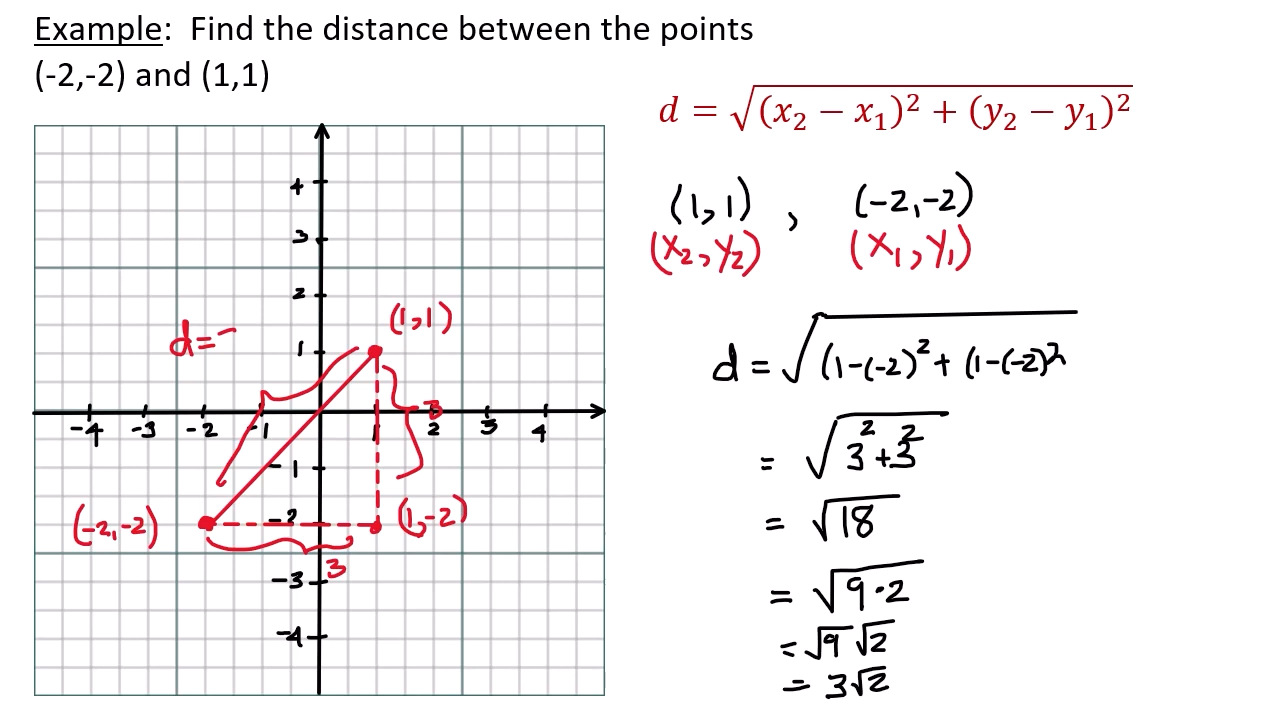 Example: Find the distance between the points
(-2,-2) and (1,1)
d = √(x₂ − x₁)² + (y₂ − y₁)²
(1,1) , (-2,-2)
(x₂,y₂) (x₁,y₁)
d = √(1-(-2)² + (1-(-2)²
= √3²+3²
= √18
= √9·2
= √9 √2
= 3√2
4
3
2
1
-4 -3 -2 -1 1 2 3 4
-1
-2
-3
-4
d=?
(1,1)
3
(-2,-2)
(1,-2)
3